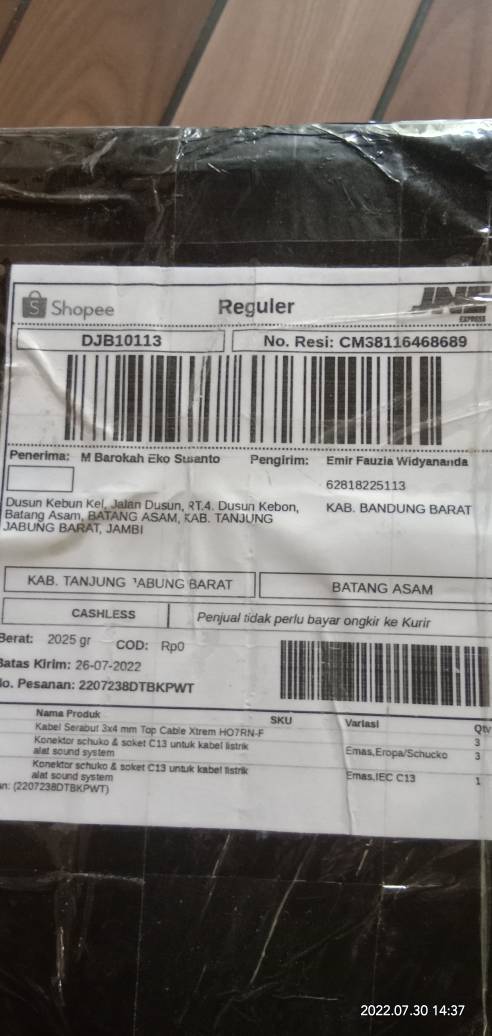 Shopee
Reguler
JNE
EXPRESS
DJB10113
No. Resi: CM38116468689
Penerima: M Barokah Eko Susanto
Pengirim: Emir Fauzia Widyananda
62818225113
Dusun Kebun Kel, Jalan Dusun, RT.4. Dusun Kebon,
Batang Asam, BATANG ASAM, KAB. TANJUNG
JABUNG BARAT, JAMBI
KAB. BANDUNG BARAT
KAB. TANJUNG JABUNG BARAT
BATANG ASAM
CASHLESS
Penjual tidak perlu bayar ongkir ke Kurir
Berat: 2025 gr
COD: Rp0
Batas Kirim: 26-07-2022
No. Pesanan: 2207238DTBKPWT
Nama Produk SKU Variasi Qty
Kabel Serabut 3x4 mm Top Cable Xtrem HO7RN-F 3
Konektor schuko & soket C13 untuk kabel listrik
alat sound system Emas,Eropa/Schucko 3
Konektor schuko & soket C13 untuk kabel listrik
alat sound system Emas,IEC C13 1
(2207238DTBKPWT)
2022.07.30 14:37